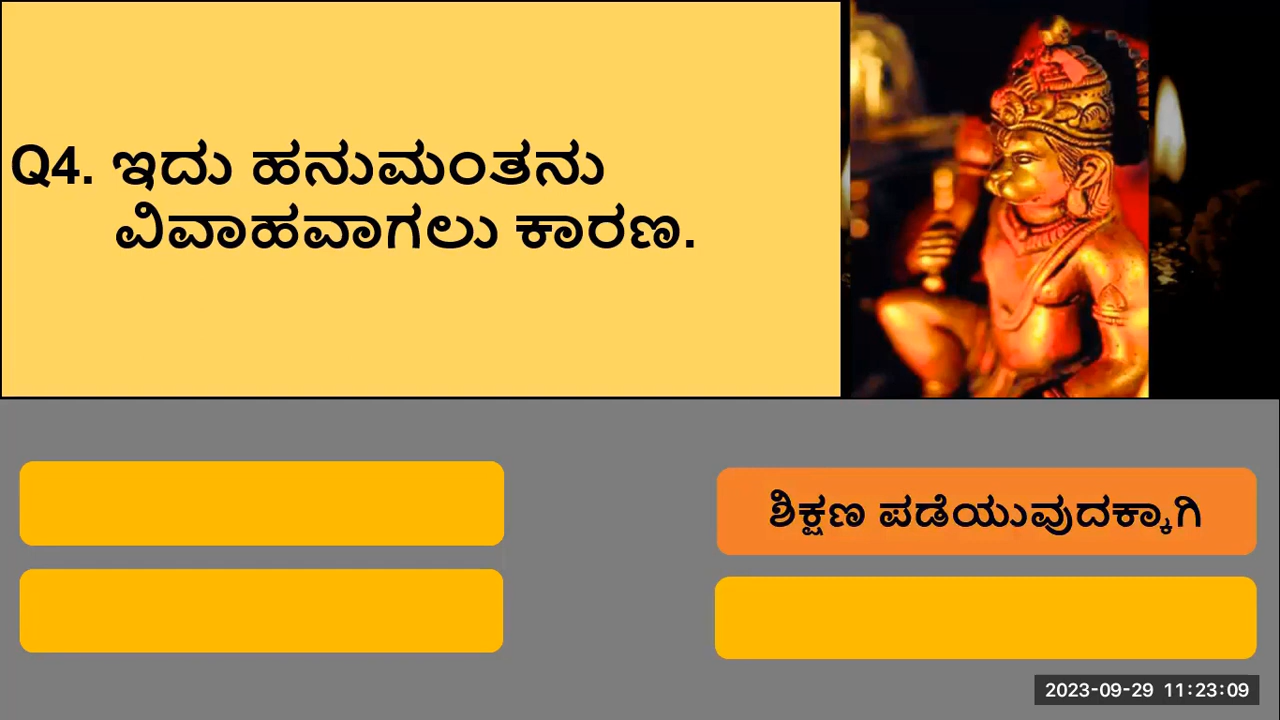 Q4. ಇದು ಹನುಮಂತನು
ವಿವಾಹವಾಗಲು ಕಾರಣ.
ಶಿಕ್ಷಣ ಪಡೆಯುವುದಕ್ಕಾಗಿ
2023-09-29 11:23:09